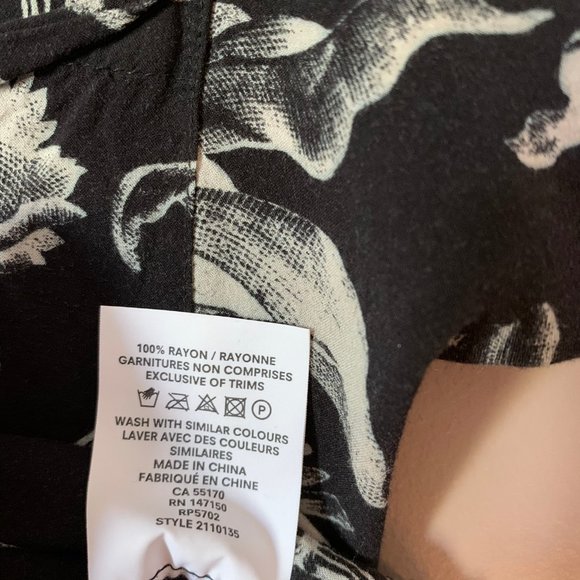 100% RAYON / RAYONNE
GARNITURES NON COMPRISES
EXCLUSIVE OF TRIMS
P
WASH WITH SIMILAR COLOURS
LAVER AVEC DES COULEURS
SIMILAIRES
MADE IN CHINA
FABRIQUÉ EN CHINE
CA 55170
RN 147150
RP5702
STYLE 2110135